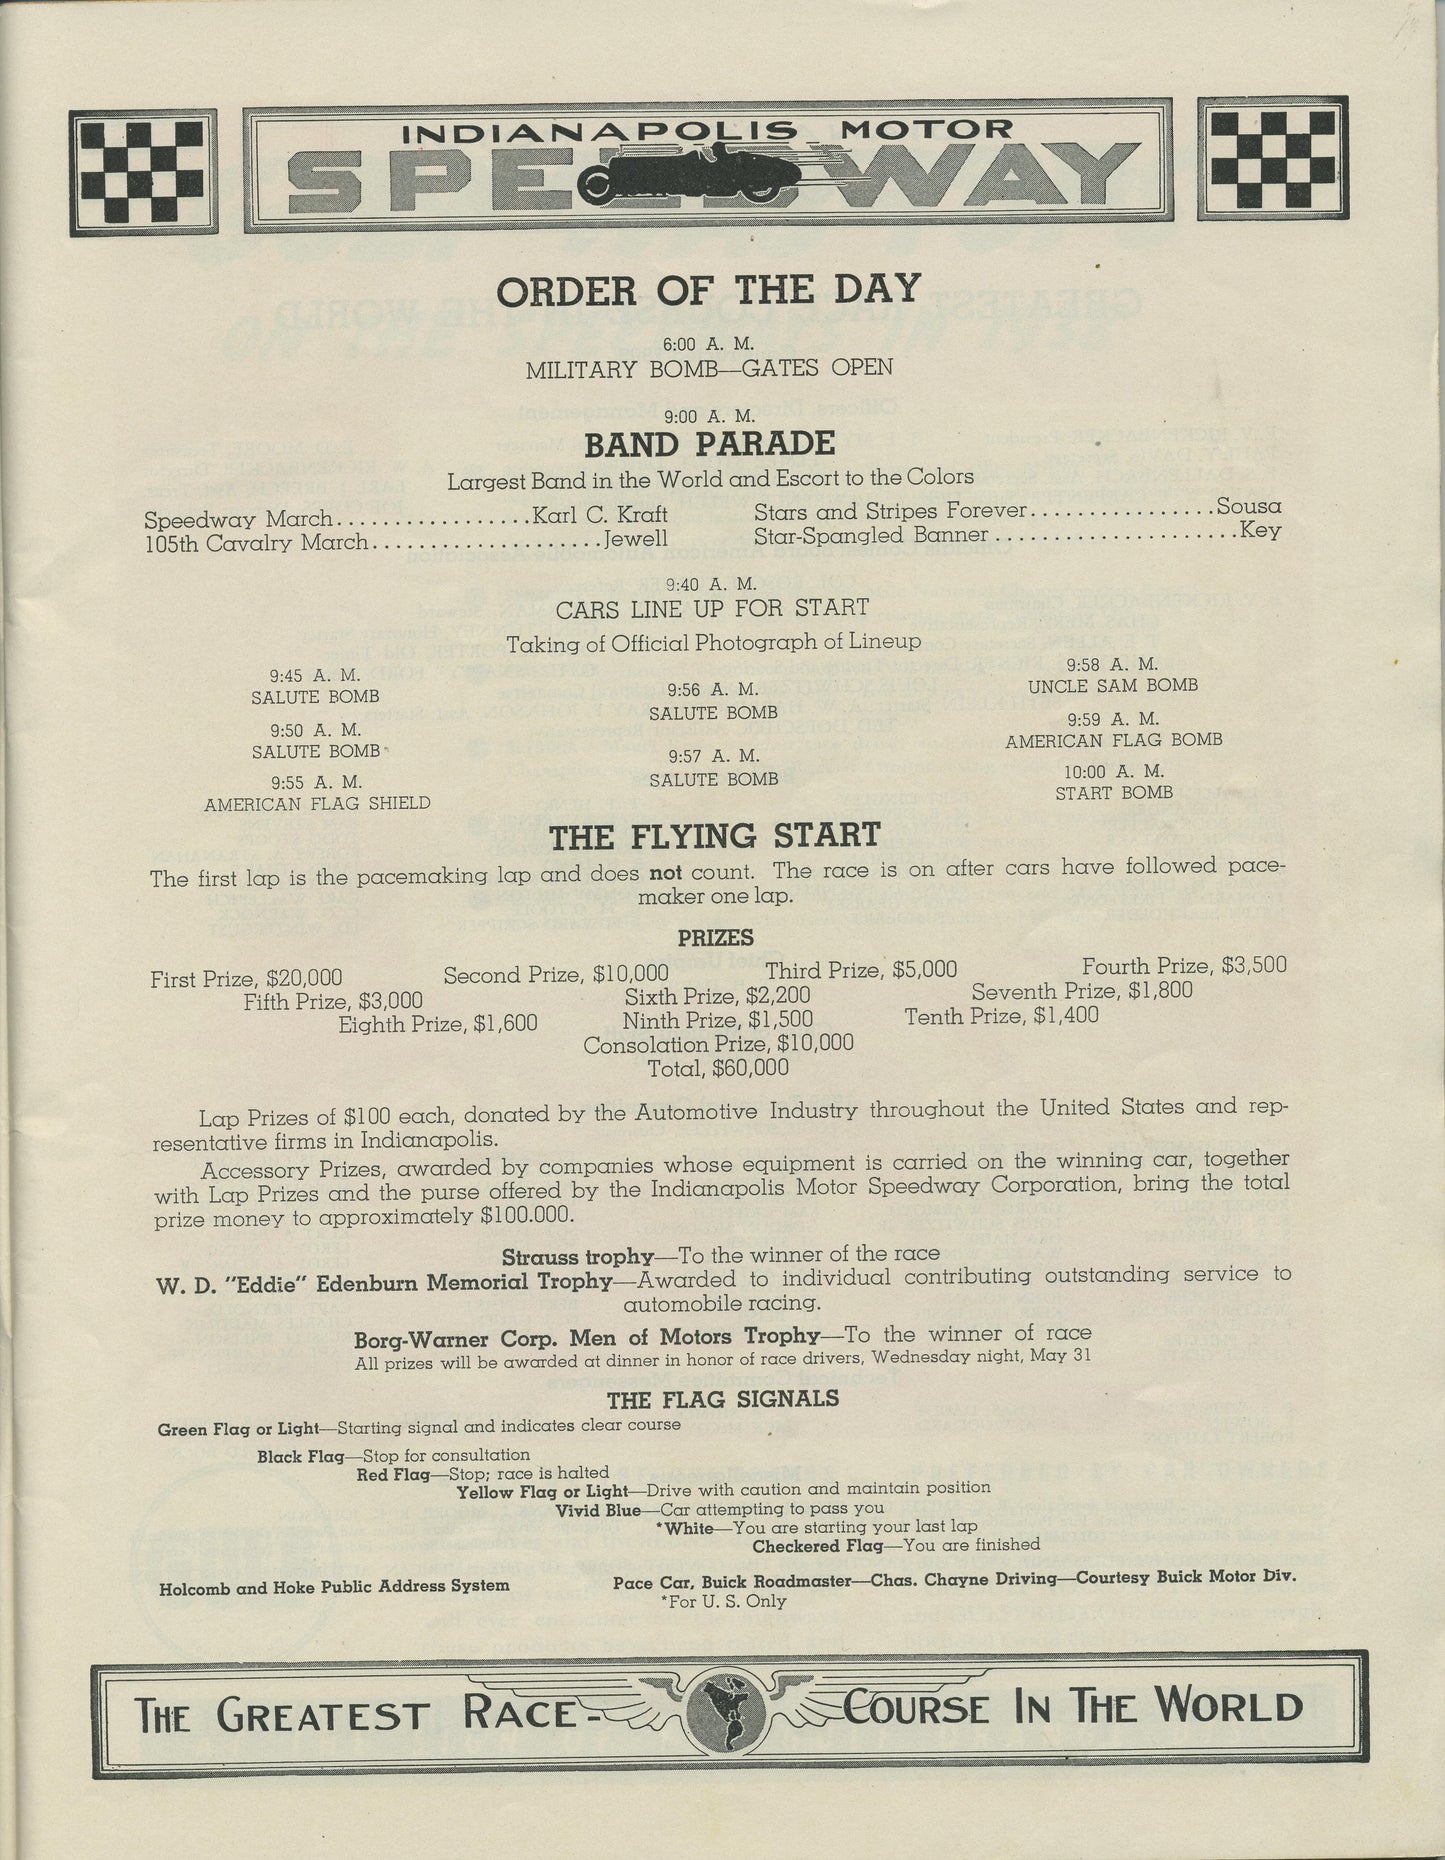 INDIANAPOLIS MOTOR
SPEEDWAY
ORDER OF THE DAY
6:00 A. M.
MILITARY BOMB—GATES OPEN
9:00 A. M.
BAND PARADE
Largest Band in the World and Escort to the Colors
Speedway March.................Karl C. Kraft
105th Cavalry March....................Jewell
Stars and Stripes Forever................Sousa
Star-Spangled Banner.....................Key
9:40 A. M.
CARS LINE UP FOR START
Taking of Official Photograph of Lineup
9:45 A. M.
SALUTE BOMB
9:50 A. M.
SALUTE BOMB
9:55 A. M.
AMERICAN FLAG SHIELD
9:56 A. M.
SALUTE BOMB
9:57 A. M.
SALUTE BOMB
9:58 A. M.
UNCLE SAM BOMB
9:59 A. M.
AMERICAN FLAG BOMB
10:00 A. M.
START BOMB
THE FLYING START
The first lap is the pacemaking lap and does not count. The race is on after cars have followed pace-
maker one lap.
PRIZES
First Prize, $20,000 Second Prize, $10,000 Third Prize, $5,000 Fourth Prize, $3,500
Fifth Prize, $3,000 Sixth Prize, $2,200 Seventh Prize, $1,800
Eighth Prize, $1,600 Ninth Prize, $1,500 Tenth Prize, $1,400
Consolation Prize, $10,000
Total, $60,000
Lap Prizes of $100 each, donated by the Automotive Industry throughout the United States and rep-
resentative firms in Indianapolis.
Accessory Prizes, awarded by companies whose equipment is carried on the winning car, together
with Lap Prizes and the purse offered by the Indianapolis Motor Speedway Corporation, bring the total
prize money to approximately $100.000.
Strauss trophy—To the winner of the race
W. D. "Eddie" Edenburn Memorial Trophy—Awarded to individual contributing outstanding service to
automobile racing.
Borg-Warner Corp. Men of Motors Trophy—To the winner of race
All prizes will be awarded at dinner in honor of race drivers, Wednesday night, May 31
THE FLAG SIGNALS
Green Flag or Light—Starting signal and indicates clear course
Black Flag—Stop for consultation
Red Flag—Stop; race is halted
Yellow Flag or Light—Drive with caution and maintain position
Vivid Blue—Car attempting to pass you
*White—You are starting your last lap
Checkered Flag—You are finished
Holcomb and Hoke Public Address System Pace Car, Buick Roadmaster—Chas. Chayne Driving—Courtesy Buick Motor Div.
*For U. S. Only
THE GREATEST RACE-COURSE IN THE WORLD